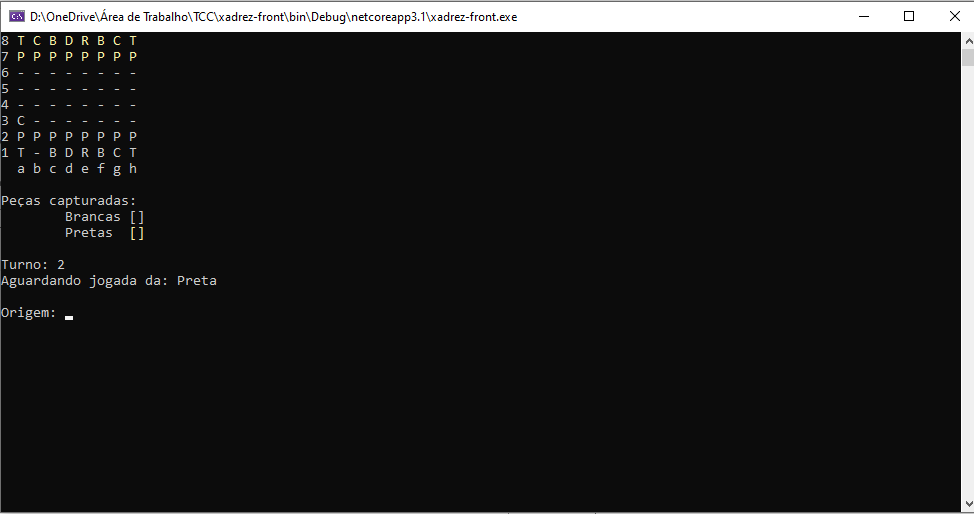 D:\OneDrive\Área de Trabalho\TCC\xadrez-front\bin\Debug\netcoreapp3.1\xadrez-front.exe
8 T C B D R B C T
7 P P P P P P P P
6 - - - - - - - -
5 - - - - - - - -
4 - - - - - - - -
3 C - - - - - - -
2 P P P P P P P P
1 T - B D R B C T
  a b c d e f g h
Peças capturadas:
        Brancas []
        Pretas  []
Turno: 2
Aguardando jogada da: Preta
Origem: